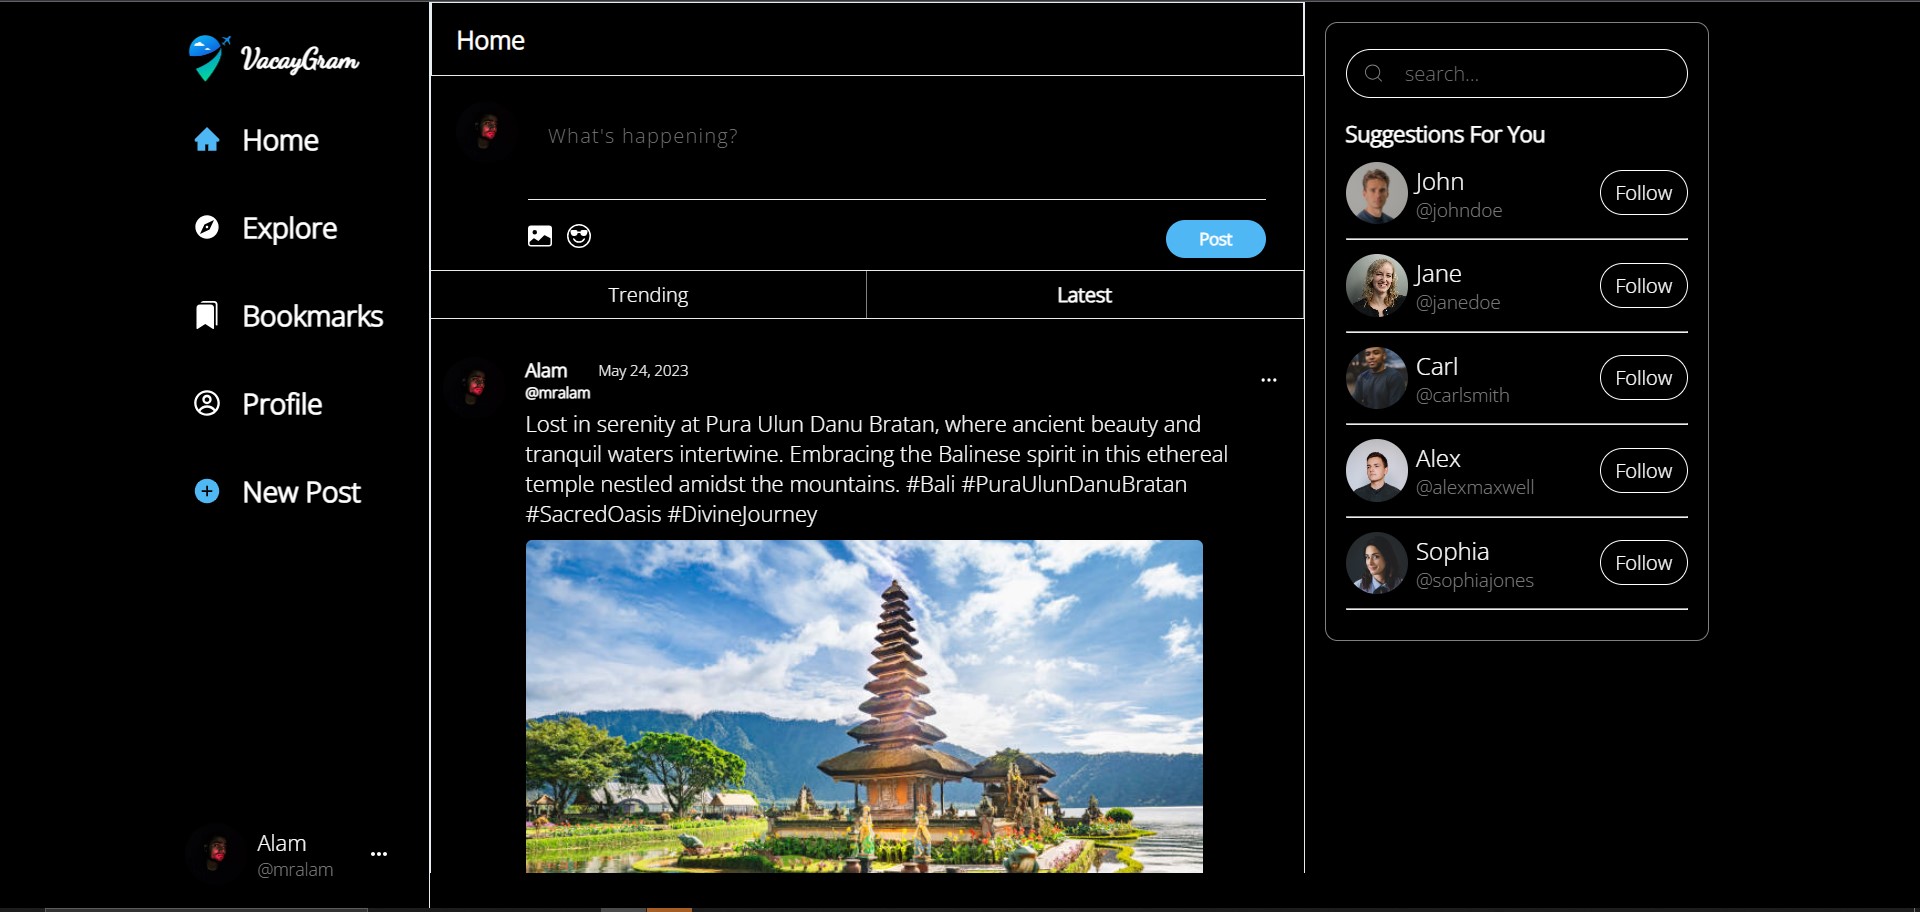 VacayGram
Home
Explore
Bookmarks
Profile
New Post
Alam
@mralam
Home
What's happening?
Post
Trending
Latest
Alam May 24, 2023
@mralam
Lost in serenity at Pura Ulun Danu Bratan, where ancient beauty and
tranquil waters intertwine. Embracing the Balinese spirit in this ethereal
temple nestled amidst the mountains. #Bali #PuraUlunDanuBratan
#SacredOasis #DivineJourney
search...
Suggestions For You
John
@johndoe
Follow
Jane
@janedoe
Follow
Carl
@carlsmith
Follow
Alex
@alexmaxwell
Follow
Sophia
@sophiajones
Follow